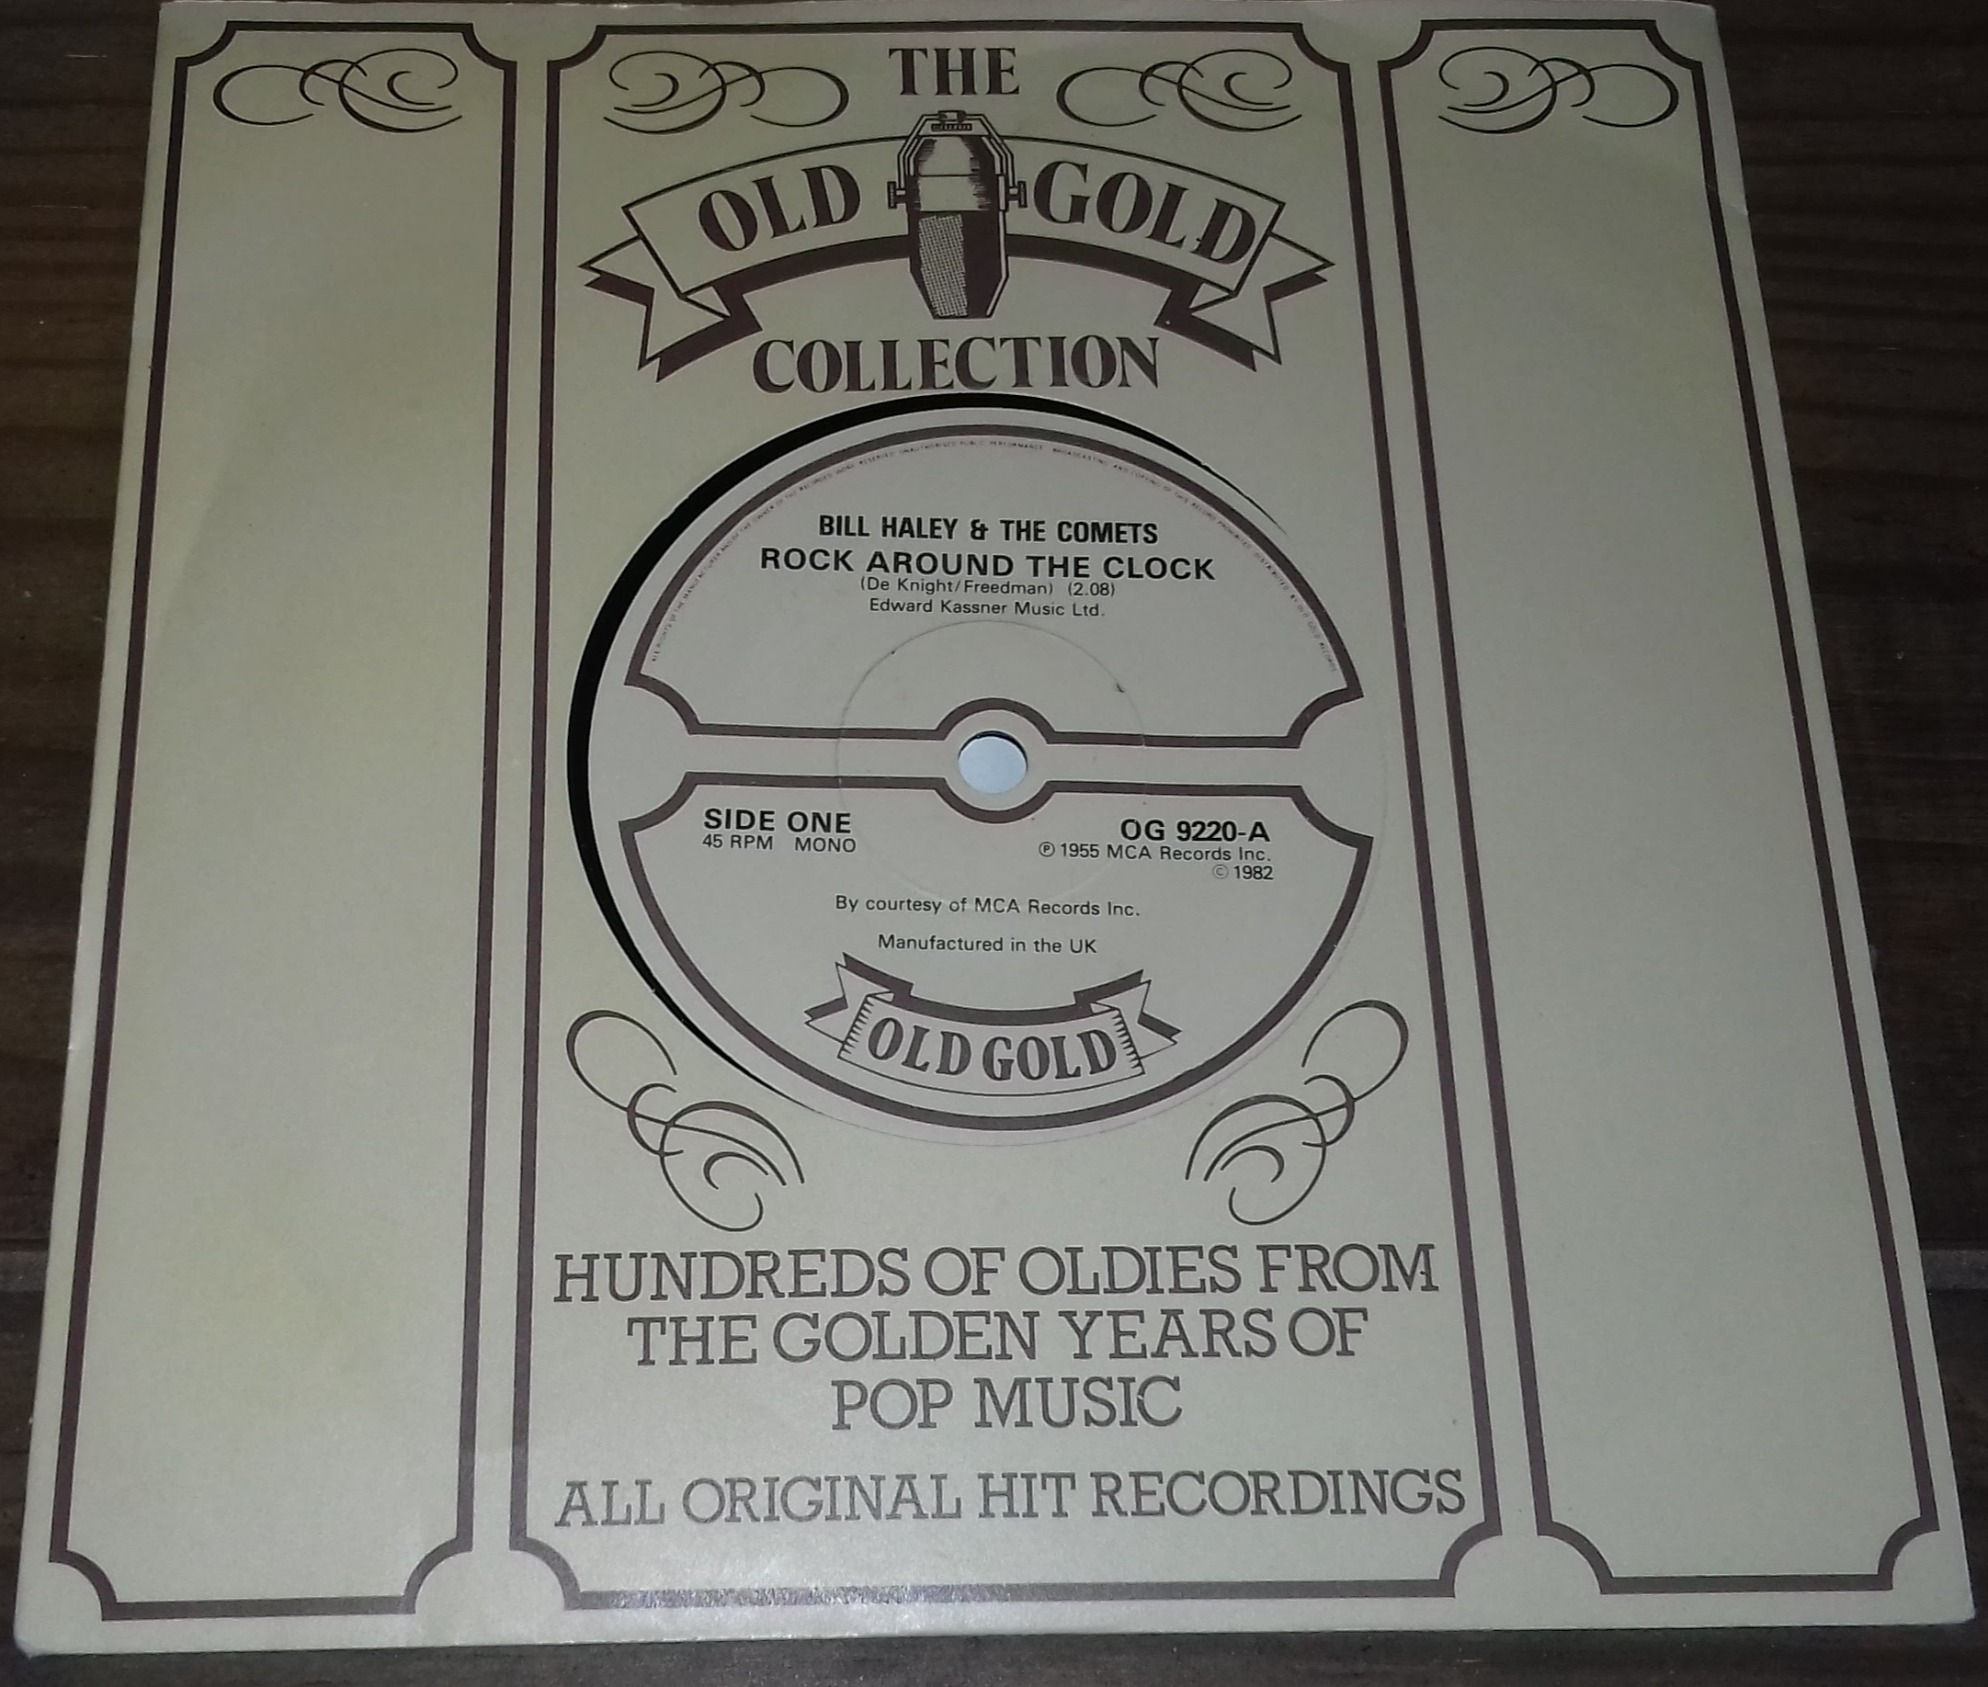 THE
OLD GOLD
COLLECTION
BILL HALEY & THE COMETS
ROCK AROUND THE CLOCK
(De Knight/Freedman) (2.08)
Edward Kassner Music Ltd.
SIDE ONE
45 RPM MONO
OG 9220-A
℗ 1955 MCA Records Inc.
© 1982
By courtesy of MCA Records Inc.
Manufactured in the UK
OLD GOLD
HUNDREDS OF OLDIES FROM
THE GOLDEN YEARS OF
POP MUSIC
ALL ORIGINAL HIT RECORDINGS